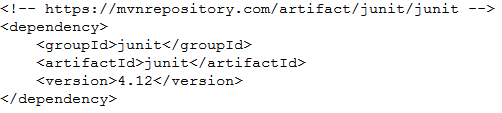 <!-- https://mvnrepository.com/artifact/junit/junit -->
<dependency>
    <groupId>junit</groupId>
    <artifactId>junit</artifactId>
    <version>4.12</version>
</dependency>